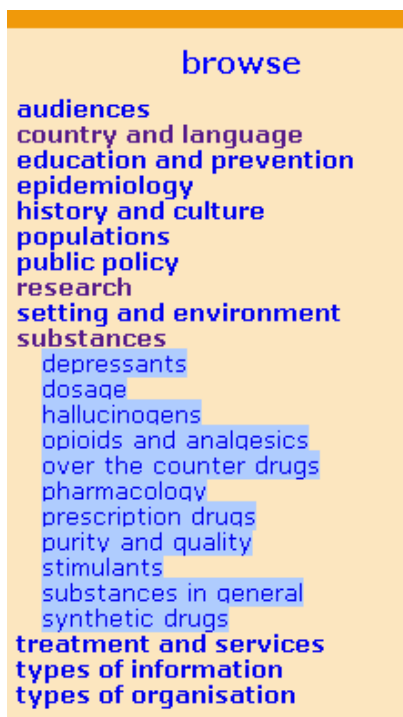 browse
audiences
country and language
education and prevention
epidemiology
history and culture
populations
public policy
research
setting and environment
substances
depressants
dosage
hallucinogens
opioids and analgesics
over the counter drugs
pharmacology
prescription drugs
purity and quality
stimulants
substances in general
synthetic drugs
treatment and services
types of information
types of organisation